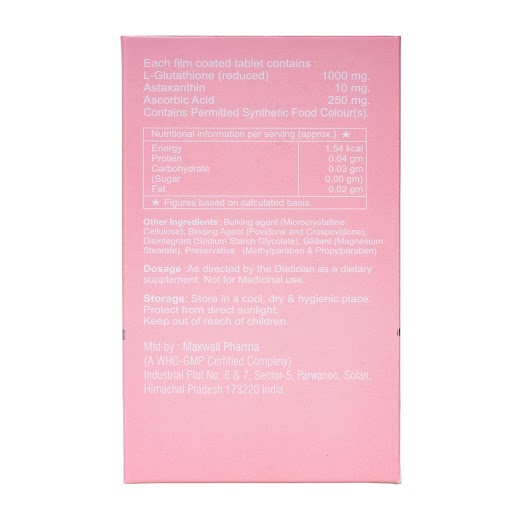 Each film coated tablet contains :
L-Glutathione (reduced) 1000 mg.
Astaxanthin 10 mg.
Ascorbic Acid 250 mg.
Contains Permitted Synthetic Food Colour(s).
Nutritional information per serving (approx.) ★
Energy 1.54 kcal
Protein 0.04 gm
Carbohydrate 0.03 gm
(Sugar 0.00 gm)
Fat 0.02 gm
★ Figures based on calculated basis.
Other Ingredients: Bulking agent (Microcrystalline
Cellulose), Binding Agent (Povidone and Crospovidone),
Disintegrant (Sodium Starch Glycolate), Glidant (Magnesium
Stearate), Preservative (Methylparaben & Propylparaben)
Dosage :As directed by the Dietician as a dietary
supplement. Not for Medicinal use.
Storage: Store in a cool, dry & hygienic place.
Protect from direct sunlight.
Keep out of reach of children.
Mfd by : Maxwell Pharma
(A WHO-GMP Certified Company)
Industrial Plot No. 6 & 7, Sector-5, Parwanoo, Solan,
Himachal Pradesh 173220 India